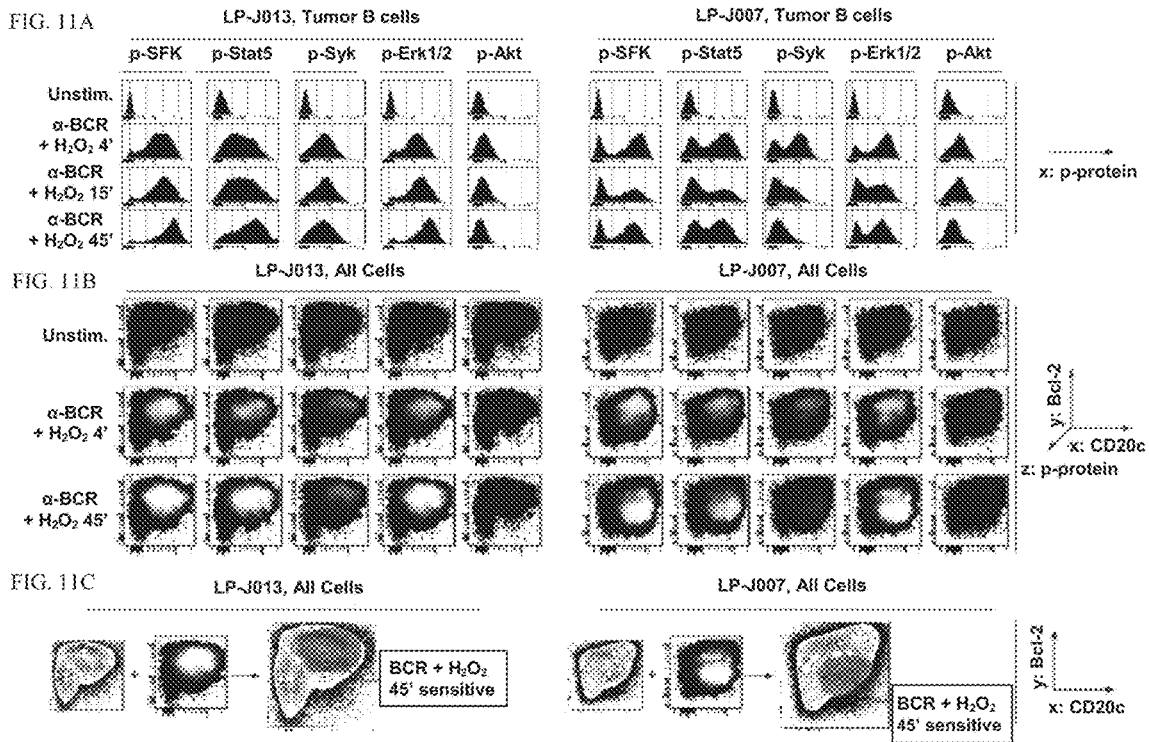 FIG. 11A
LP-J013, Tumor B cells
LP-J007, Tumor B cells
p-SFK p-Stat5 p-Syk p-Erk1/2 p-Akt
p-SFK p-Stat5 p-Syk p-Erk1/2 p-Akt
Unstim.
α-BCR
+ H₂O₂ 4'
α-BCR
+ H₂O₂ 15'
α-BCR
+ H₂O₂ 45'
x: p-protein
FIG. 11B
LP-J013, All Cells
LP-J007, All Cells
Unstim.
α-BCR
+ H₂O₂ 4'
α-BCR
+ H₂O₂ 45'
y: Bcl-2
x: CD20c
z: p-protein
FIG. 11C
LP-J013, All Cells
LP-J007, All Cells
+
BCR + H₂O₂
45' sensitive
+
BCR + H₂O₂
45' sensitive
y: Bcl-2
x: CD20c